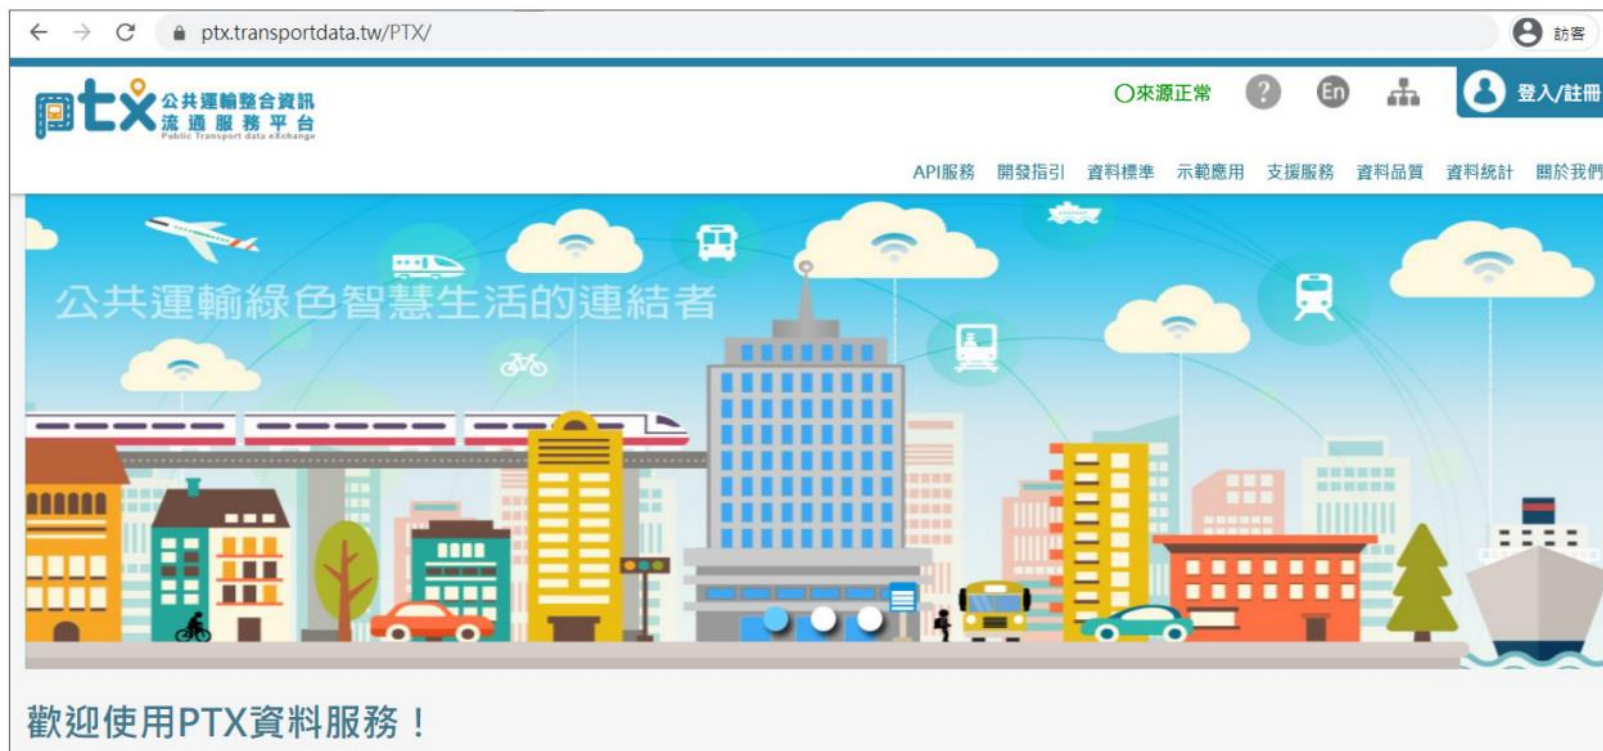 ptx.transportdata.tw/PTX/
訪客
ptx 公共運輸整合資訊
流通服務平台
Public Transport data eXchange
來源正常
?
En
登入/註冊
API服務 開發指引 資料標準 示範應用 支援服務 資料品質 資料統計 關於我們
公共運輸綠色智慧生活的連結者
歡迎使用PTX資料服務！